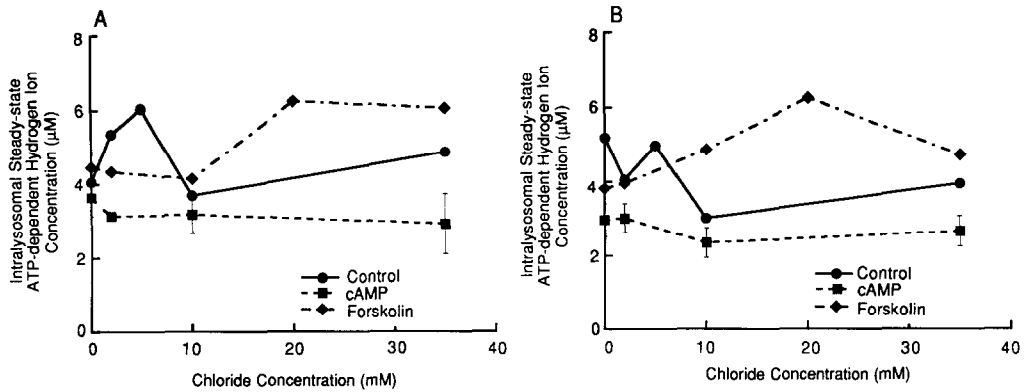 A
Intralysosomal Steady-state
ATP-dependent Hydrogen Ion
Concentration (μM)
8
6
4
2
0
Control
cAMP
Forskolin
0 10 20 30 40
Chloride Concentration (mM)
B
Intralysosomal Steady-state
ATP-dependent Hydrogen Ion
Concentration (μM)
8
6
4
2
0
Control
cAMP
Forskolin
0 10 20 30 40
Chloride Concentration (mM)